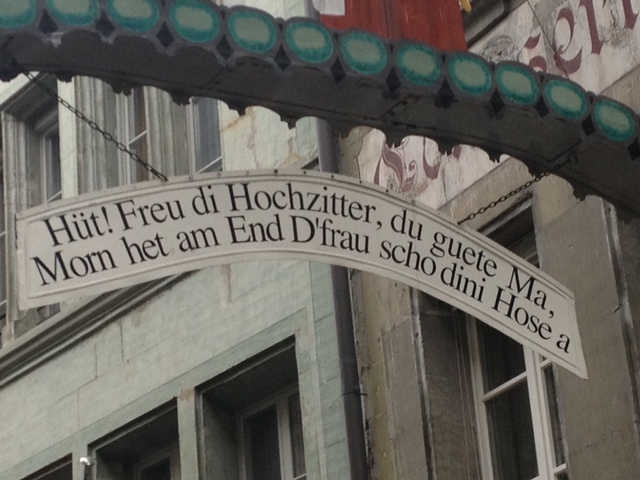 Hüt! Freu di Hochzitter, du guete Ma,
Morn het am End D'frau scho dini Hose a